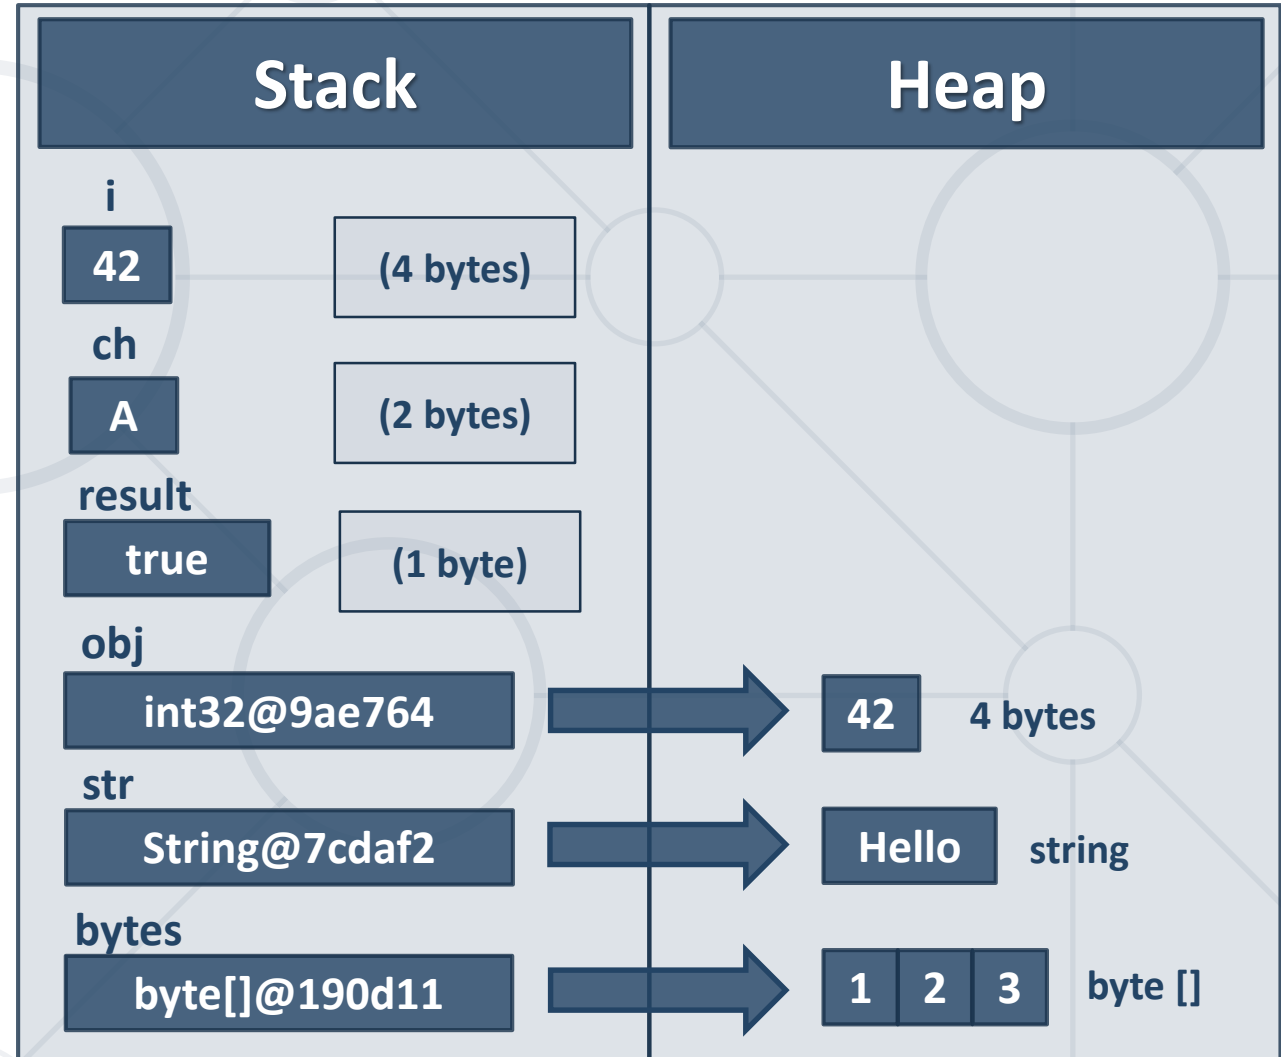 Stack
Heap
i
42
(4 bytes)
ch
A
(2 bytes)
result
true
(1 byte)
obj
int32@9ae764
42
4 bytes
str
String@7cdaf2
Hello
string
bytes
byte[]@190d11
1 2 3
byte []